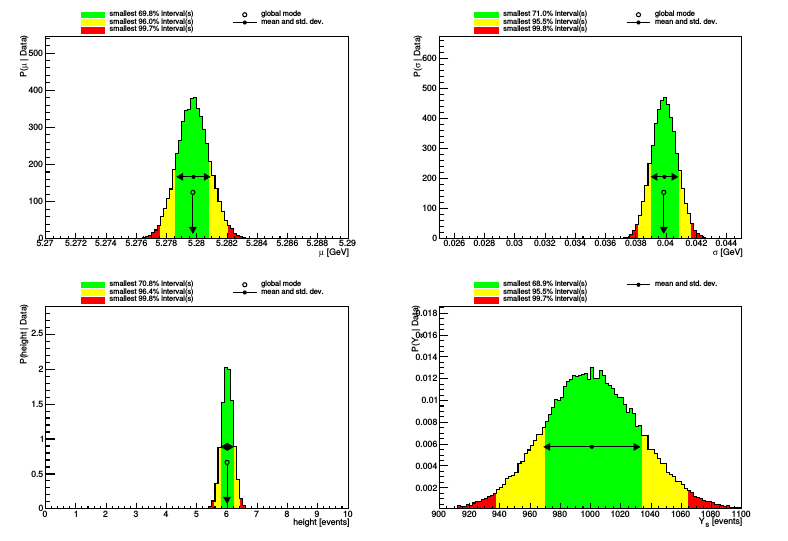 smallest 69.8% interval(s)
smallest 96.0% interval(s)
smallest 99.7% interval(s)
global mode
mean and std. dev.
P(μ | Data)
500
400
300
200
100
0
5.27 5.272 5.274 5.276 5.278 5.28 5.282 5.284 5.286 5.288 5.29
μ [GeV]
smallest 71.0% interval(s)
smallest 95.5% interval(s)
smallest 99.8% interval(s)
global mode
mean and std. dev.
P(σ | Data)
600
500
400
300
200
100
0
0.026 0.03 0.034 0.036 0.038 0.04 0.042 0.044
σ [GeV]
smallest 70.8% interval(s)
smallest 96.4% interval(s)
smallest 99.8% interval(s)
global mode
mean and std. dev.
P(height | Data)
2.5
2
1.5
1
0.5
0
0 1 2 3 4 5 6 7 8 9 10
height [events]
smallest 68.9% interval(s)
smallest 95.5% interval(s)
smallest 99.7% interval(s)
mean and std. dev.
P(Ys | Data)
0.018
0.016
0.014
0.012
0.01
0.008
0.006
0.004
0.002
900 920 940 960 980 1000 1020 1040 1060 1080 1100
Ys [events]